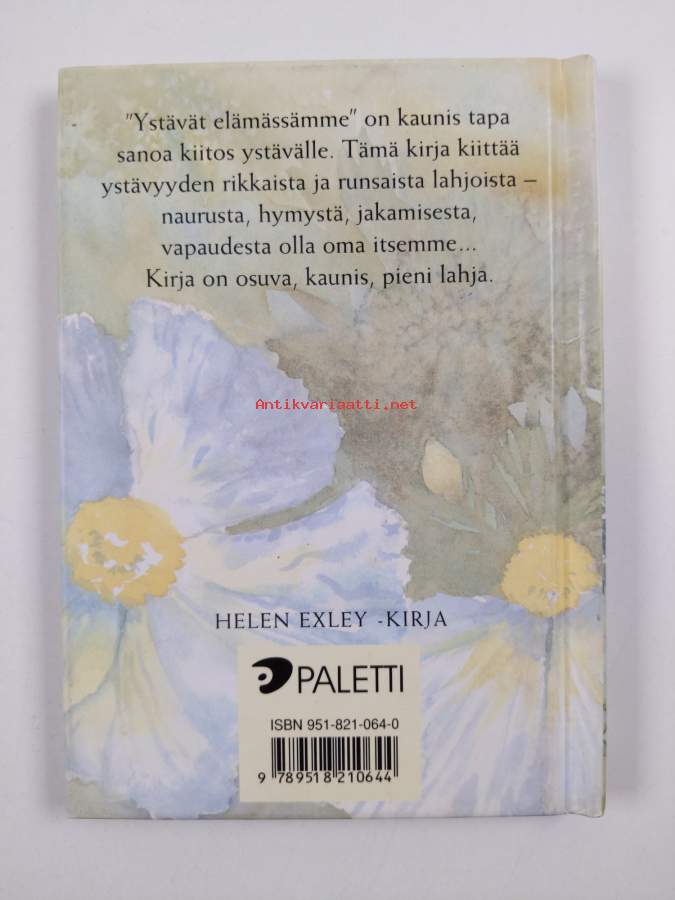 "Ystävät elämässämme" on kaunis tapa
sanoa kiitos ystävälle. Tämä kirja kiittää
ystävyyden rikkaista ja runsaista lahjoista –
naurusta, hymystä, jakamisesta,
vapaudesta olla oma itsemme...
Kirja on osuva, kaunis, pieni lahja.
Antikvariaatti.net
HELEN EXLEY -KIRJA
PALETTI
ISBN 951-821-064-0
9 789518 210644